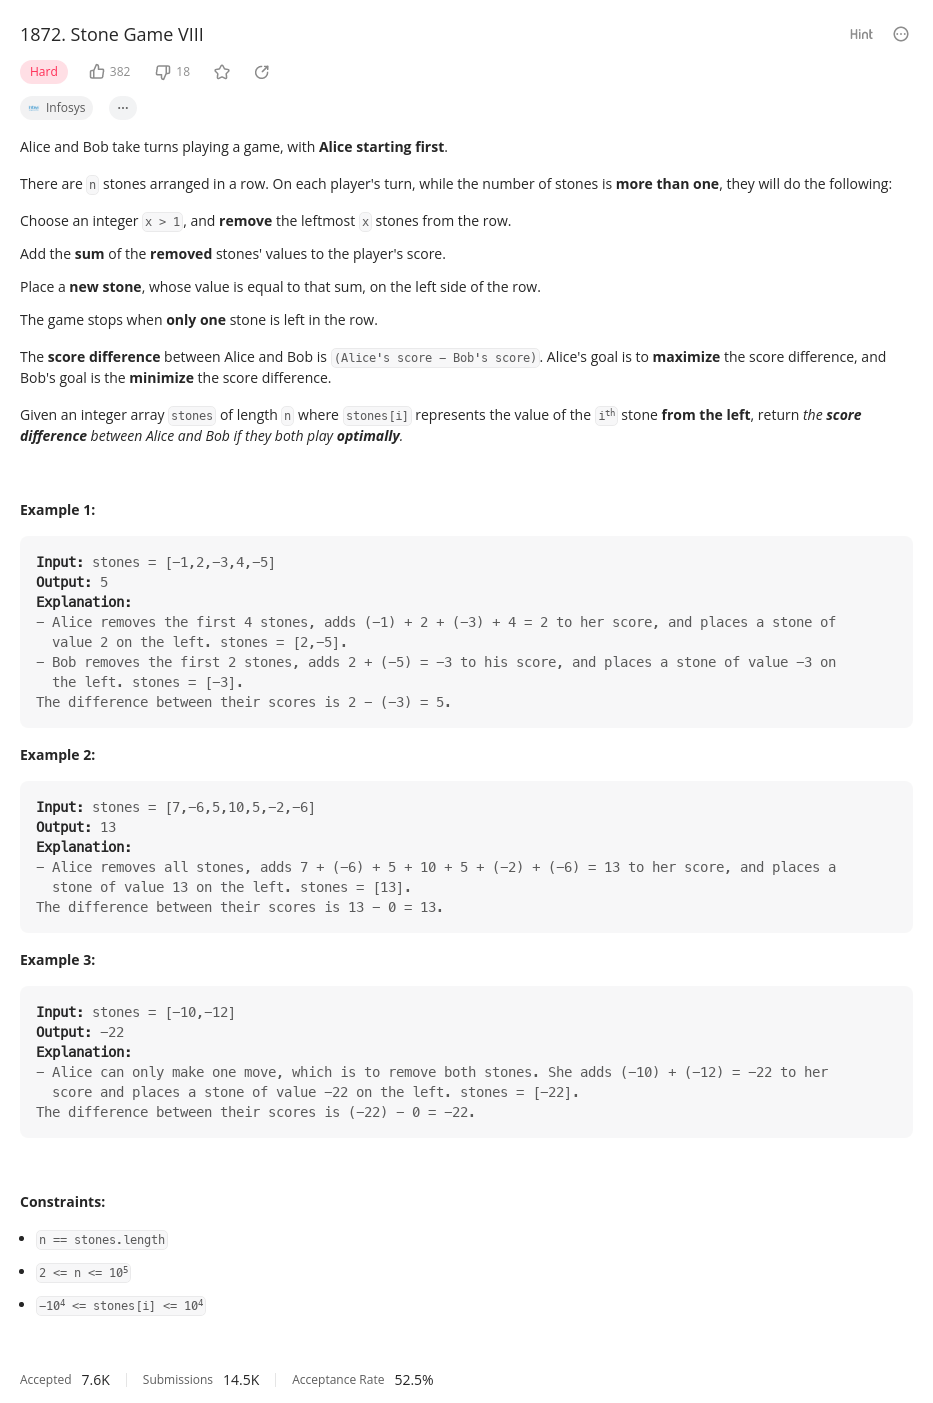 1872. Stone Game VIII
Hint
Hard
382
18
Infosys
Alice and Bob take turns playing a game, with Alice starting first.
There are n stones arranged in a row. On each player's turn, while the number of stones is more than one, they will do the following:
Choose an integer x > 1, and remove the leftmost x stones from the row.
Add the sum of the removed stones' values to the player's score.
Place a new stone, whose value is equal to that sum, on the left side of the row.
The game stops when only one stone is left in the row.
The score difference between Alice and Bob is (Alice's score − Bob's score). Alice's goal is to maximize the score difference, and
Bob's goal is the minimize the score difference.
Given an integer array stones of length n where stones[i] represents the value of the ith stone from the left, return the score
difference between Alice and Bob if they both play optimally.
Example 1:
Input: stones = [−1,2,−3,4,−5]
Output: 5
Explanation:
− Alice removes the first 4 stones, adds (−1) + 2 + (−3) + 4 = 2 to her score, and places a stone of
value 2 on the left. stones = [2,−5].
− Bob removes the first 2 stones, adds 2 + (−5) = −3 to his score, and places a stone of value −3 on
the left. stones = [−3].
The difference between their scores is 2 − (−3) = 5.
Example 2:
Input: stones = [7,−6,5,10,5,−2,−6]
Output: 13
Explanation:
− Alice removes all stones, adds 7 + (−6) + 5 + 10 + 5 + (−2) + (−6) = 13 to her score, and places a
stone of value 13 on the left. stones = [13].
The difference between their scores is 13 − 0 = 13.
Example 3:
Input: stones = [−10,−12]
Output: −22
Explanation:
− Alice can only make one move, which is to remove both stones. She adds (−10) + (−12) = −22 to her
score and places a stone of value −22 on the left. stones = [−22].
The difference between their scores is (−22) − 0 = −22.
Constraints:
n == stones.length
2 <= n <= 10⁵
−10⁴ <= stones[i] <= 10⁴
Accepted 7.6K Submissions 14.5K Acceptance Rate 52.5%